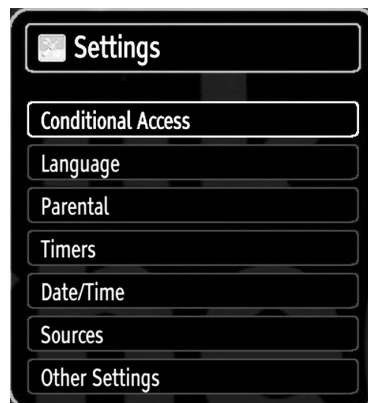 Settings
Conditional Access
Language
Parental
Timers
Date/Time
Sources
Other Settings